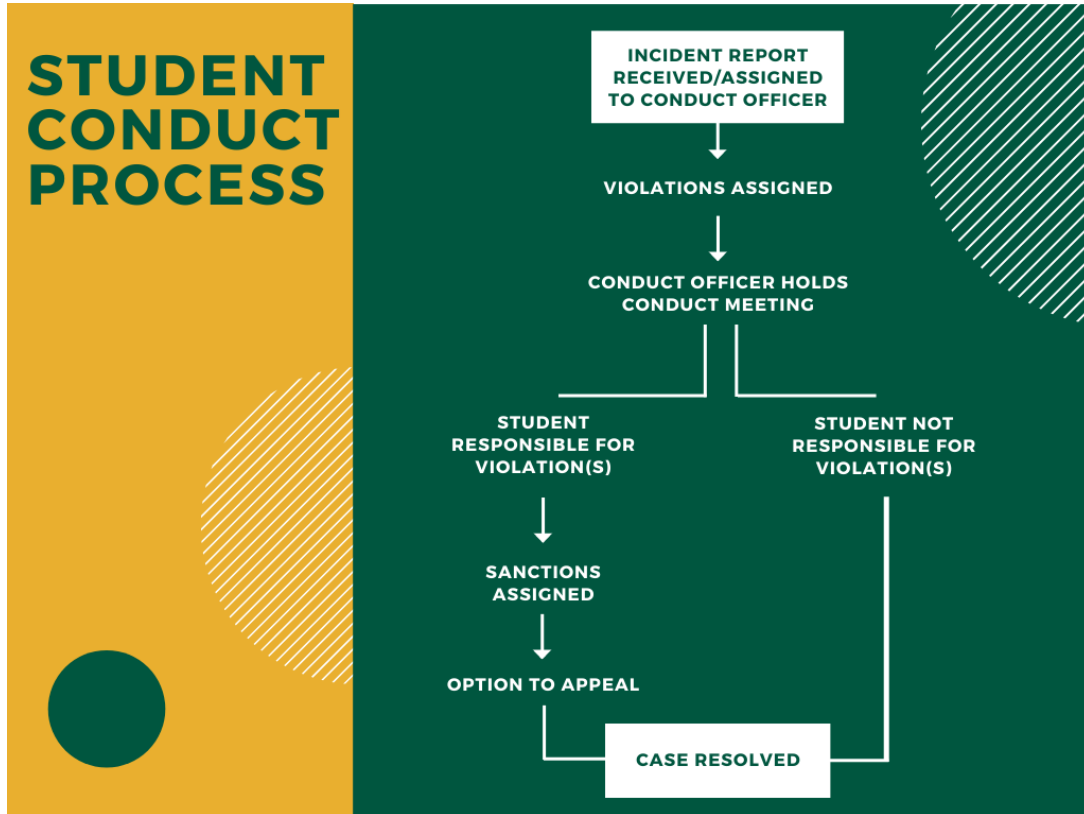 STUDENT
CONDUCT
PROCESS
INCIDENT REPORT
RECEIVED/ASSIGNED
TO CONDUCT OFFICER
VIOLATIONS ASSIGNED
CONDUCT OFFICER HOLDS
CONDUCT MEETING
STUDENT
RESPONSIBLE FOR
VIOLATION(S)
STUDENT NOT
RESPONSIBLE FOR
VIOLATION(S)
SANCTIONS
ASSIGNED
OPTION TO APPEAL
CASE RESOLVED